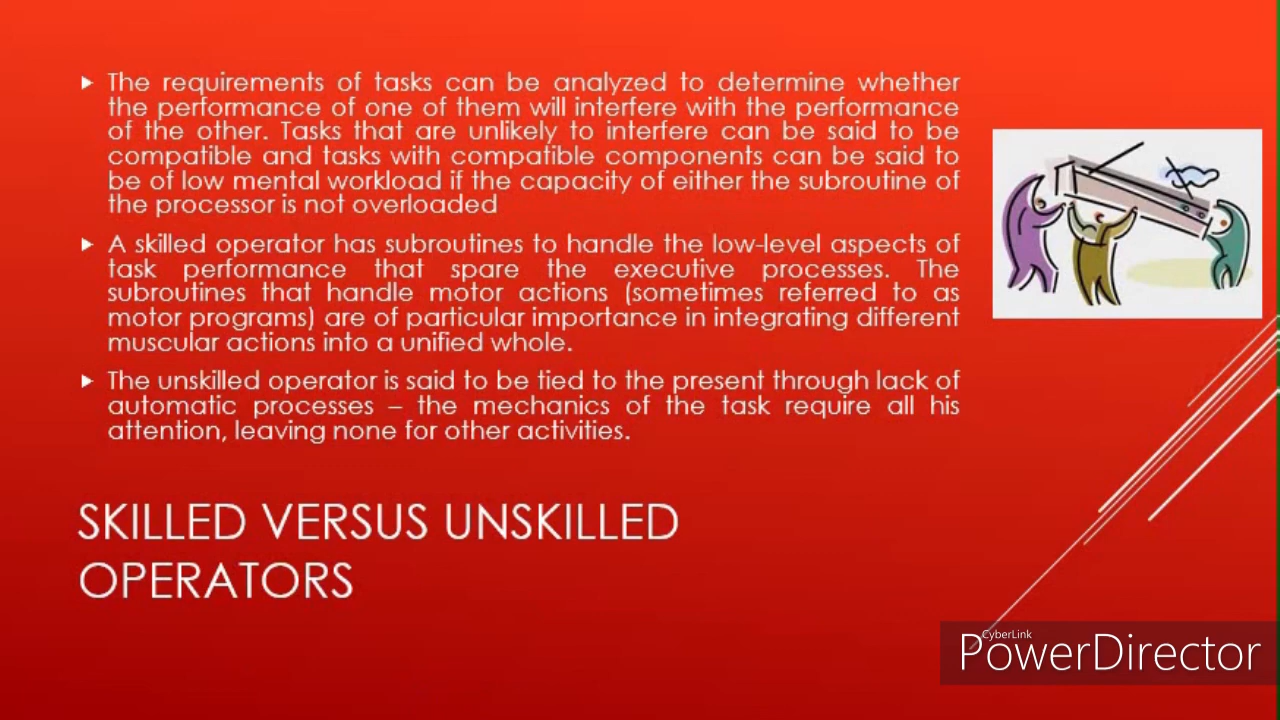 The requirements of tasks can be analyzed to determine whether
the performance of one of them will interfere with the performance
of the other. Tasks that are unlikely to interfere can be said to be
compatible and tasks with compatible components can be said to
be of low mental workload if the capacity of either the subroutine of
the processor is not overloaded
A skilled operator has subroutines to handle the low-level aspects of
task performance that spare the executive processes. The
subroutines that handle motor actions (sometimes referred to as
motor programs) are of particular importance in integrating different
muscular actions into a unified whole.
The unskilled operator is said to be tied to the present through lack of
automatic processes – the mechanics of the task require all his
attention, leaving none for other activities.
SKILLED VERSUS UNSKILLED
OPERATORS
CyberLink
PowerDirector